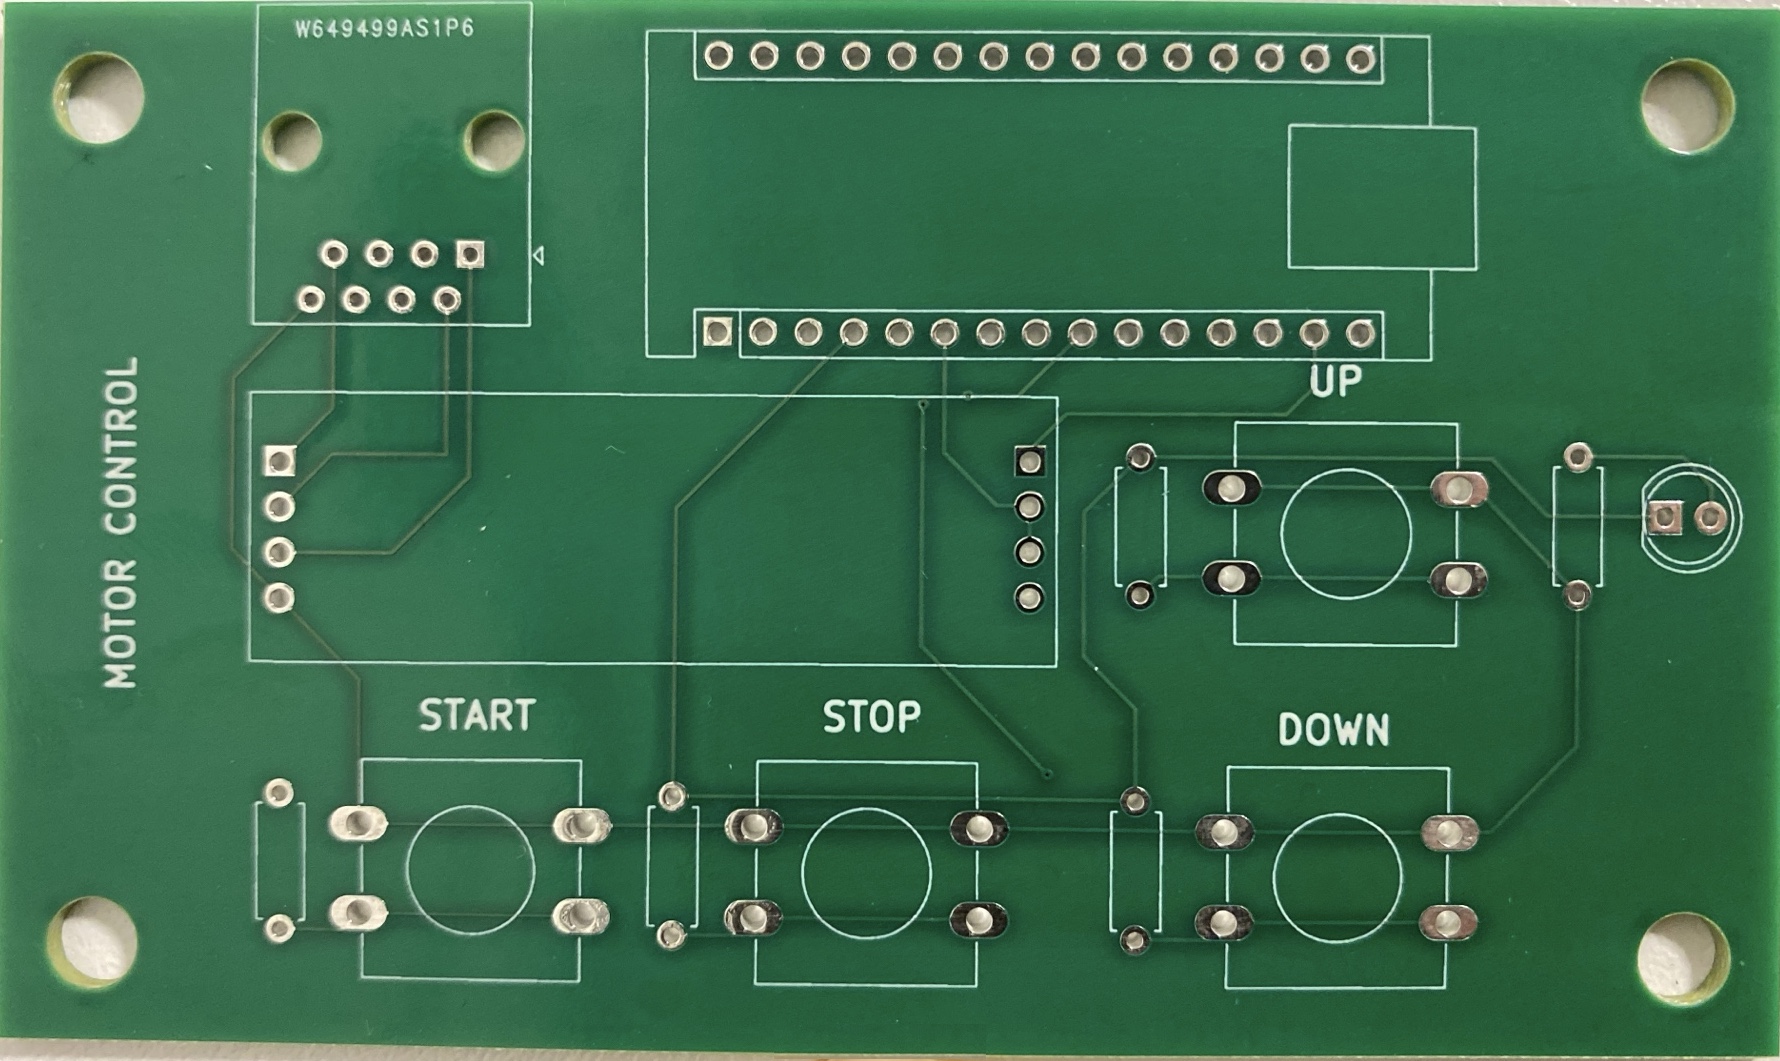 W649499AS1P6
UP
MOTOR CONTROL
START
STOP
DOWN